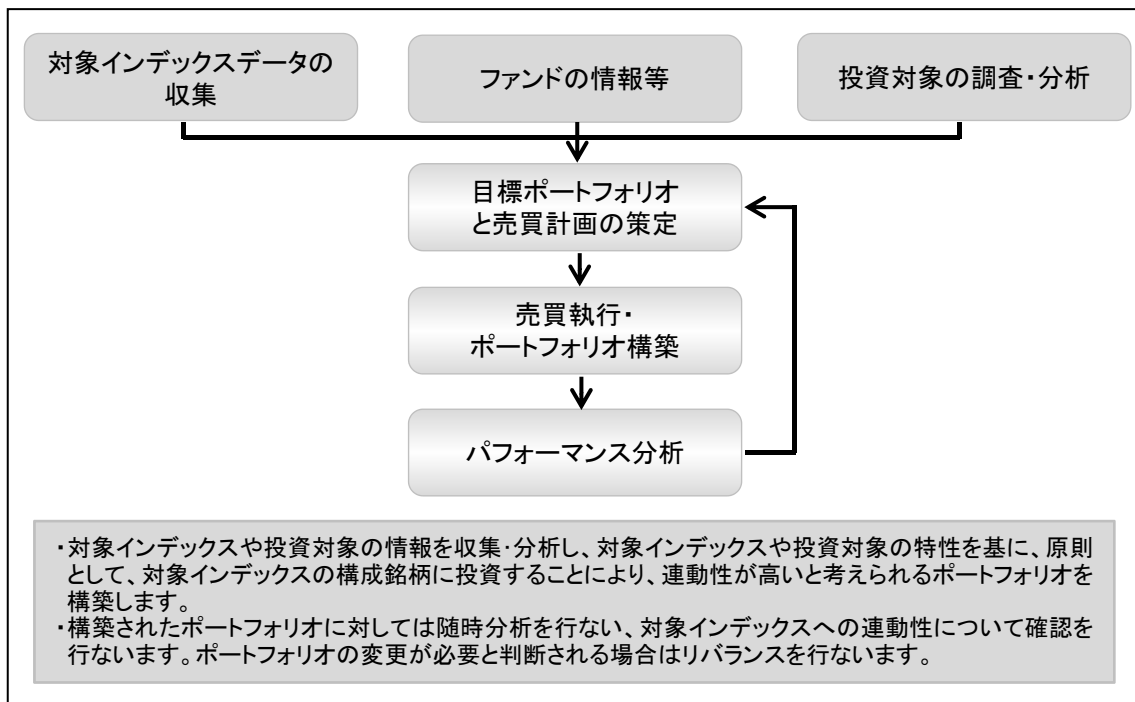 対象インデックスデータの
収集
ファンドの情報等
投資対象の調査・分析
目標ポートフォリオ
と売買計画の策定
売買執行・
ポートフォリオ構築
パフォーマンス分析
・対象インデックスや投資対象の情報を収集・分析し、対象インデックスや投資対象の特性を基に、原則
として、対象インデックスの構成銘柄に投資することにより、連動性が高いと考えられるポートフォリオを
構築します。
・構築されたポートフォリオに対しては随時分析を行ない、対象インデックスへの連動性について確認を
行ないます。ポートフォリオの変更が必要と判断される場合はリバランスを行ないます。